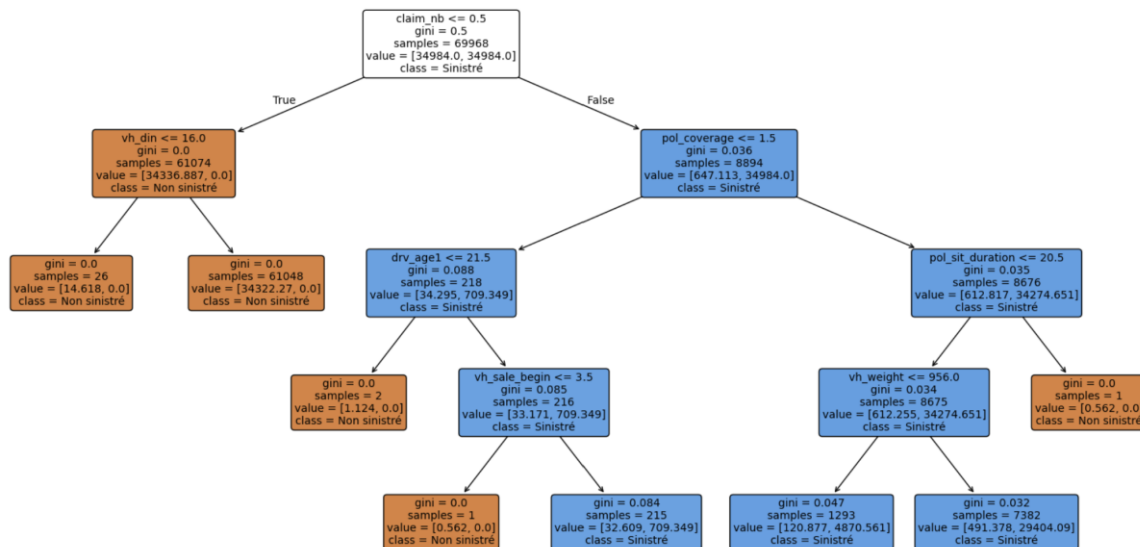 claim_nb <= 0.5
gini = 0.5
samples = 69968
value = [34984.0, 34984.0]
class = Sinistré
True
False
vh_din <= 16.0
gini = 0.0
samples = 61074
value = [34336.887, 0.0]
class = Non sinistré
pol_coverage <= 1.5
gini = 0.036
samples = 8894
value = [647.113, 34984.0]
class = Sinistré
gini = 0.0
samples = 26
value = [14.618, 0.0]
class = Non sinistré
gini = 0.0
samples = 61048
value = [34322.27, 0.0]
class = Non sinistré
drv_age1 <= 21.5
gini = 0.088
samples = 218
value = [34.295, 709.349]
class = Sinistré
pol_sit_duration <= 20.5
gini = 0.035
samples = 8676
value = [612.817, 34274.651]
class = Sinistré
gini = 0.0
samples = 2
value = [1.124, 0.0]
class = Non sinistré
vh_sale_begin <= 3.5
gini = 0.085
samples = 216
value = [33.171, 709.349]
class = Sinistré
vh_weight <= 956.0
gini = 0.034
samples = 8675
value = [612.255, 34274.651]
class = Sinistré
gini = 0.0
samples = 1
value = [0.562, 0.0]
class = Non sinistré
gini = 0.0
samples = 1
value = [0.562, 0.0]
class = Non sinistré
gini = 0.084
samples = 215
value = [32.609, 709.349]
class = Sinistré
gini = 0.047
samples = 1293
value = [120.877, 4870.561]
class = Sinistré
gini = 0.032
samples = 7382
value = [491.378, 29404.09]
class = Sinistré